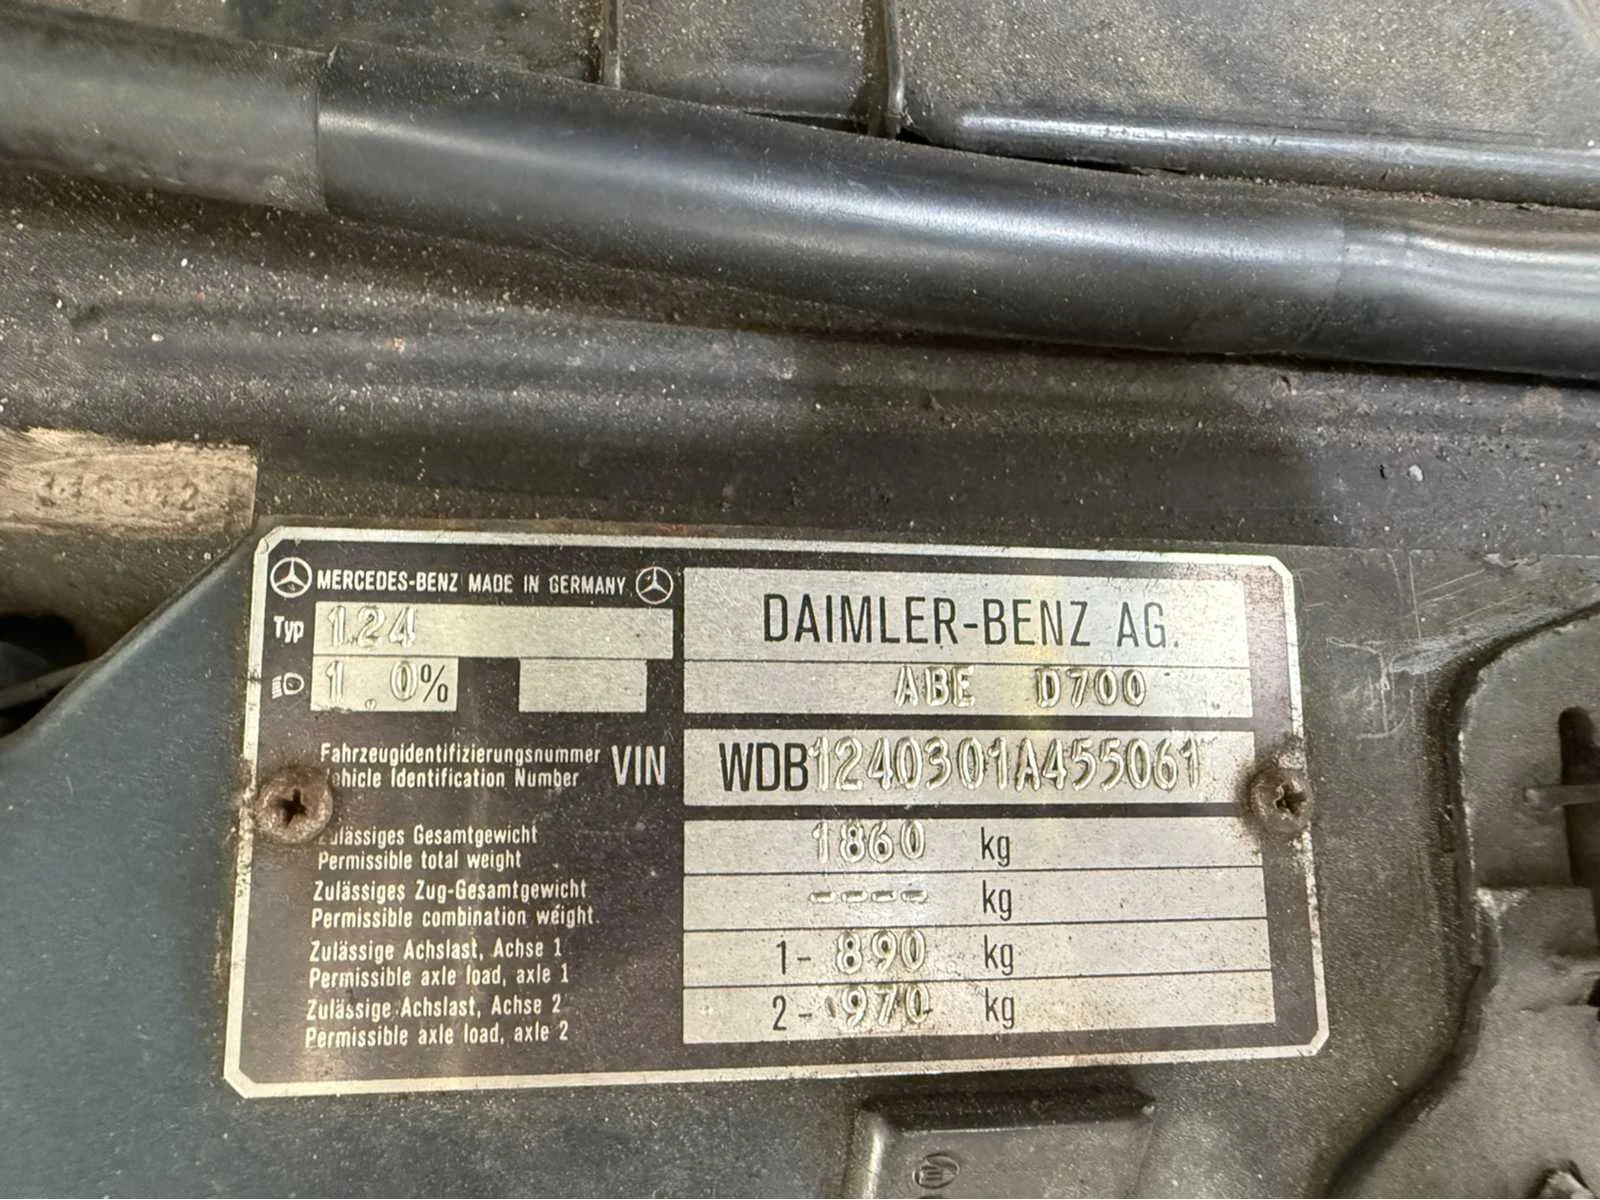 MERCEDES-BENZ MADE IN GERMANY
Typ 124
1.0%
DAIMLER-BENZ AG.
ABE D700
Fahrzeugidentifizierungsnummer
Vehicle Identification Number
VIN WDB1240301A455061
Zulässiges Gesamtgewicht
Permissible total weight
1860 kg
Zulässiges Zug-Gesamtgewicht
Permissible combination weight
---- kg
Zulässige Achslast, Achse 1
Permissible axle load, axle 1
1- 890 kg
Zulässige Achslast, Achse 2
Permissible axle load, axle 2
2- 970 kg